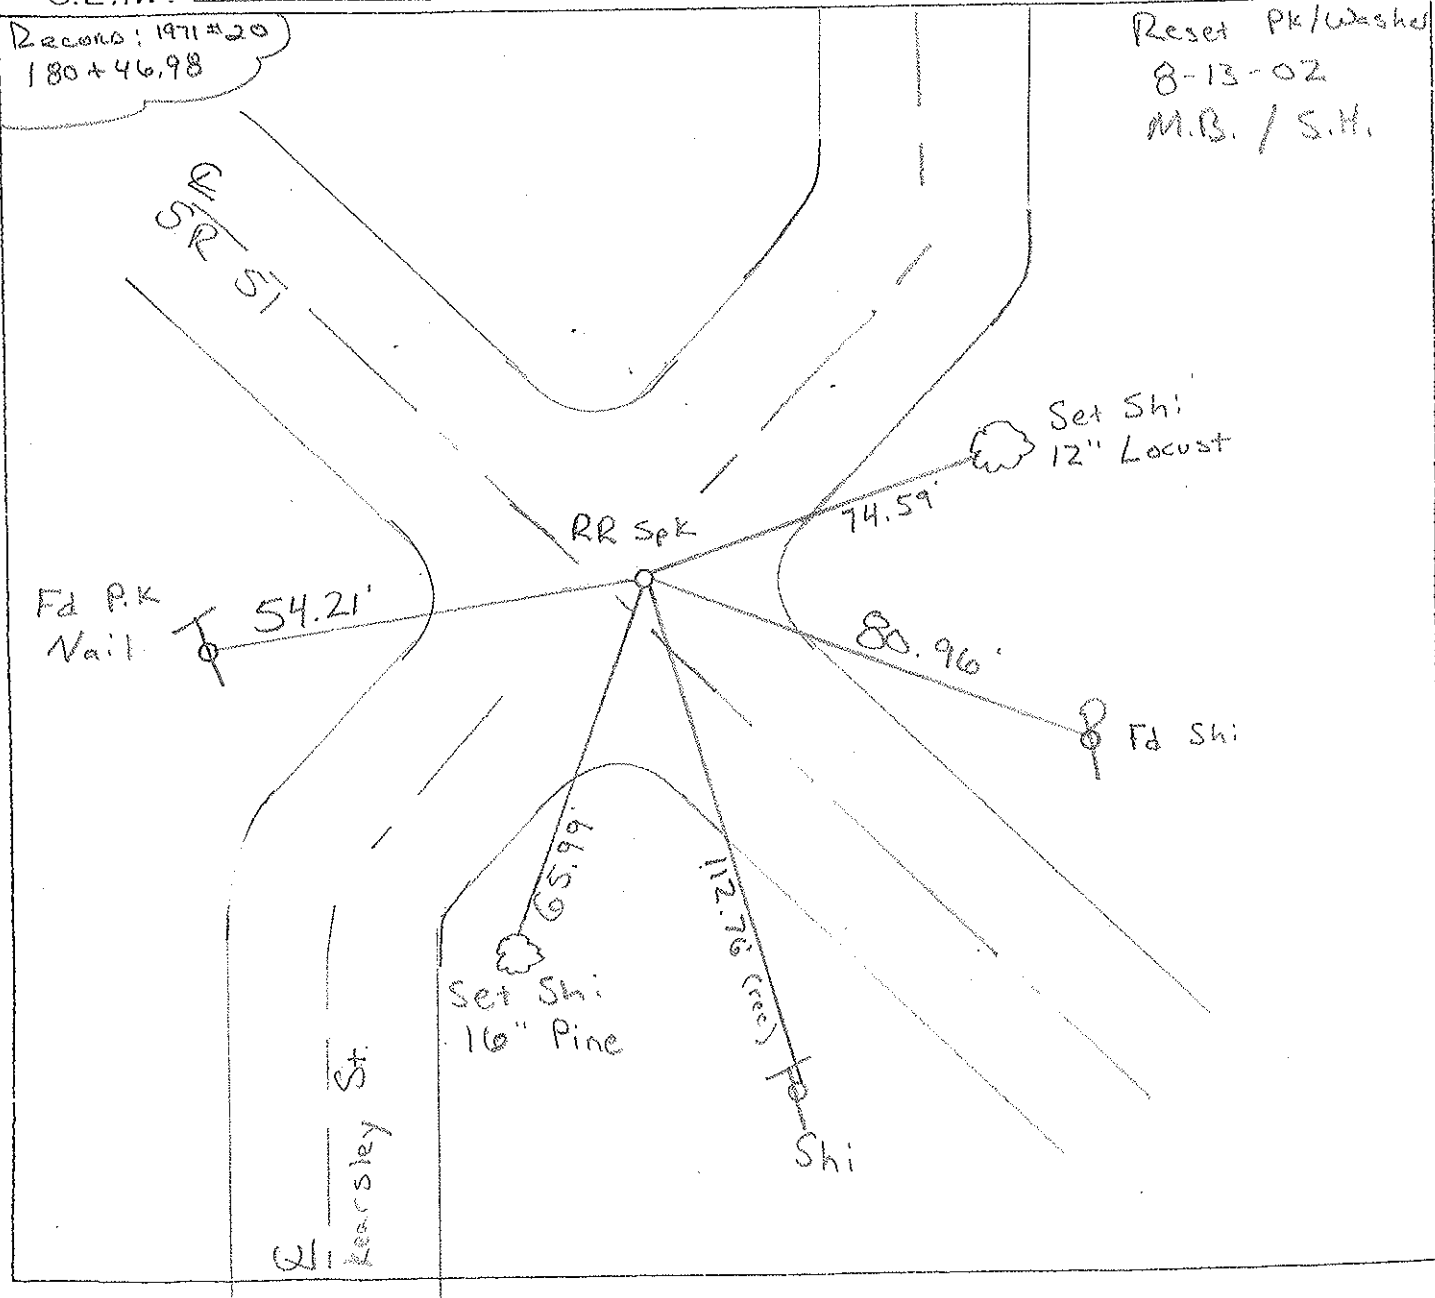 Record: 1971 #20
180+46.98
Reset PK/Washer
8-13-02
M.B. / S.H.
℄
SR 51
Set Shi
12" Locust
74.59'
RR Spk
Fd P.K
Nail
54.21'
80.96'
Fd Shi
65.99'
112.76' (rec)
Set Shi
16" Pine
Shi
℄ Kearsley St.